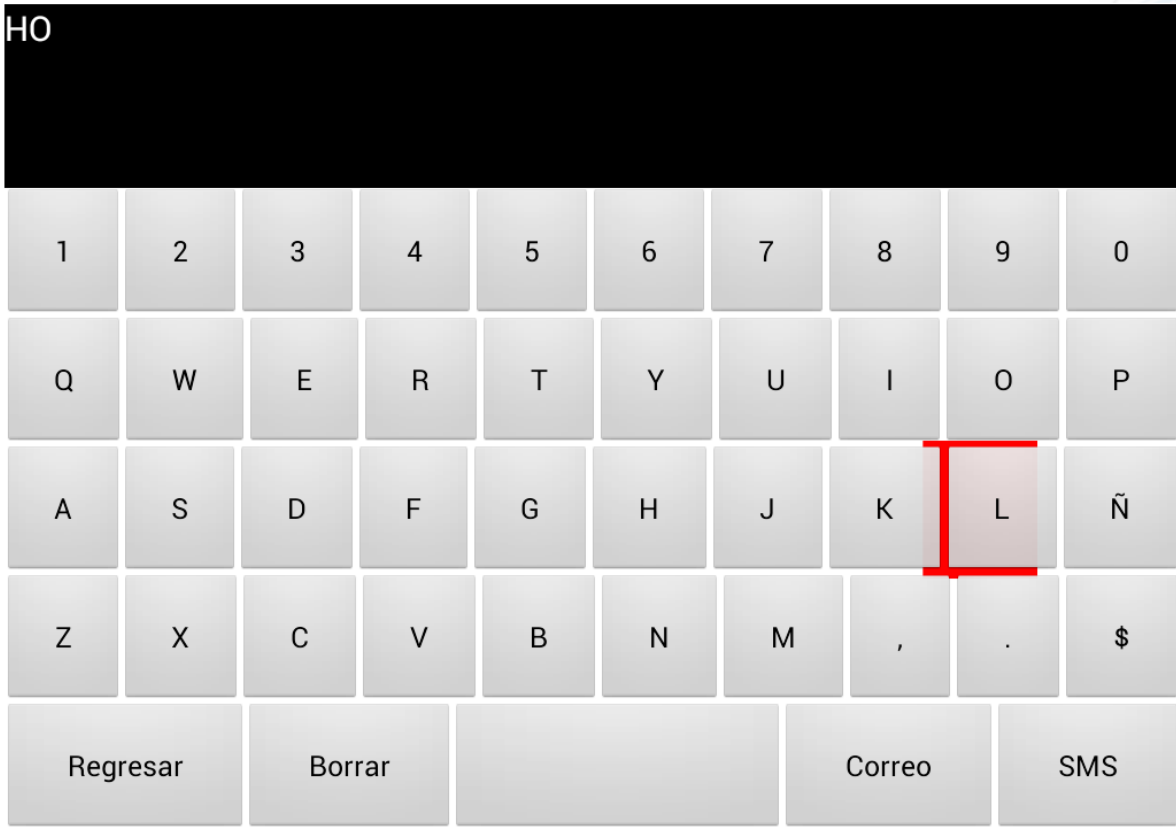 HO
1 2 3 4 5 6 7 8 9 0
Q W E R T Y U I O P
A S D F G H J K L Ñ
Z X C V B N M , . $
Regresar Borrar Correo SMS